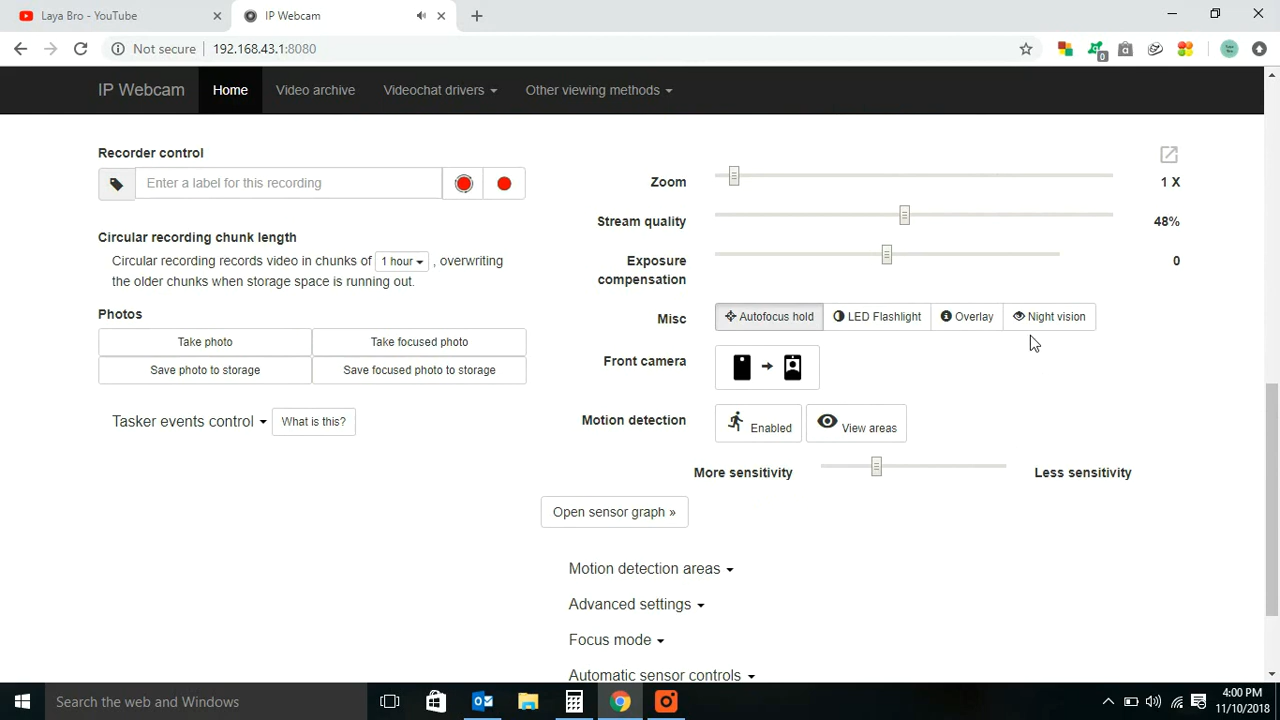 Laya Bro - YouTube
IP Webcam
Not secure 192.168.43.1:8080
0
IP Webcam Home Video archive Videochat drivers Other viewing methods
Recorder control
Enter a label for this recording
Circular recording chunk length
Circular recording records video in chunks of 1 hour , overwriting
the older chunks when storage space is running out.
Photos
Take photo Take focused photo
Save photo to storage Save focused photo to storage
Tasker events control What is this?
Zoom 1 X
Stream quality 48%
Exposure
compensation 0
Misc Autofocus hold LED Flashlight Overlay Night vision
Front camera
Motion detection Enabled View areas
More sensitivity Less sensitivity
Open sensor graph »
Motion detection areas
Advanced settings
Focus mode
Automatic sensor controls
Search the web and Windows
4:00 PM
11/10/2018